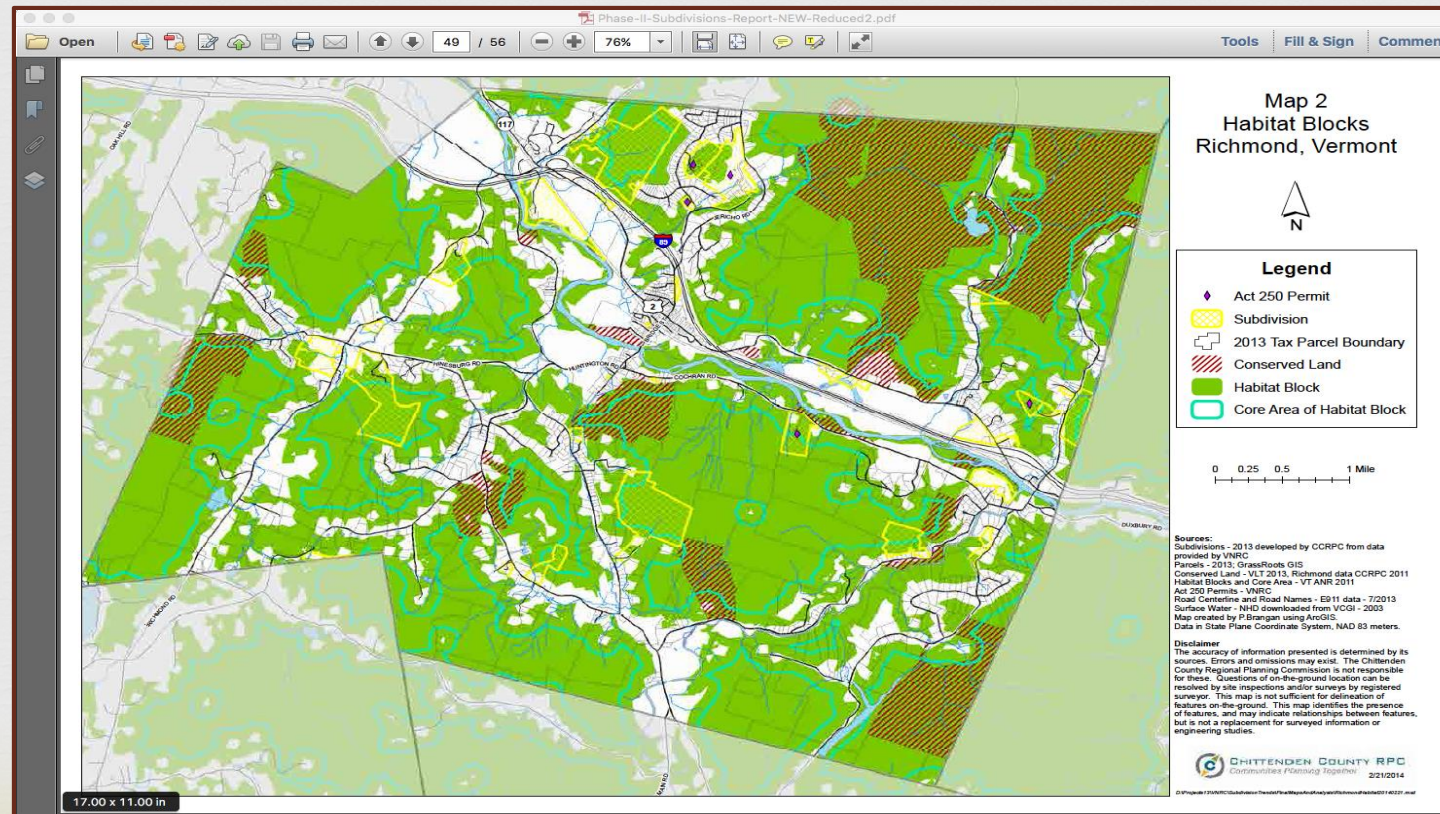 Phase-II-Subdivisions-Report-NEW-Reduced2.pdf
Open
49 / 56
76%
Tools
Fill & Sign
Commen
Map 2
Habitat Blocks
Richmond, Vermont
N
Legend
Act 250 Permit
Subdivision
2013 Tax Parcel Boundary
Conserved Land
Habitat Block
Core Area of Habitat Block
0 0.25 0.5 1 Mile
Sources:
Subdivisions - 2013 developed by CCRPC from data
provided by VNRC
Parcels - 2013; GrassRoots GIS
Conserved Land - VLT 2013, Richmond data CCRPC 2011
Habitat Blocks and Core Area - VT ANR 2011
Act 250 Permits - VNRC
Road Centerline and Road Names - E911 data - 7/2013
Surface Water - NHD downloaded from VCGI - 2003
Map created by P.Brangan using ArcGIS.
Data in State Plane Coordinate System, NAD 83 meters.
Disclaimer
The accuracy of information presented is determined by its
sources. Errors and omissions may exist. The Chittenden
County Regional Planning Commission is not responsible
for these. Questions of on-the-ground location can be
resolved by site inspections and/or surveys by registered
surveyor. This map is not sufficient for delineation of
features on-the-ground. This map identifies the presence
of features, and may indicate relationships between features,
but is not a replacement for surveyed information or
engineering studies.
CHITTENDEN COUNTY RPC
Communities Planning Together
2/21/2014
OAK HILL RD
117
JERICHO RD
89
2
HINESBURG RD
HUNTINGTON RD
COCHRAN RD
DUXBURY RD
RICHMOND RD
MAIN RD
17.00 x 11.00 in